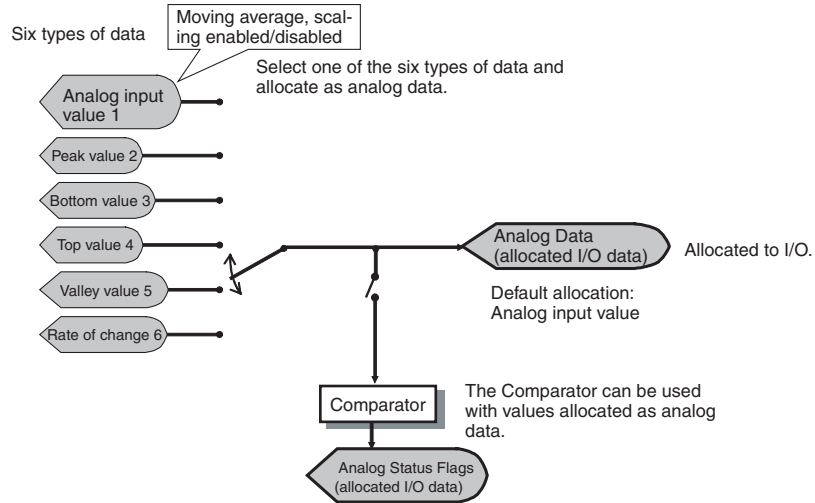 Six types of data
Moving average, scal-
ing enabled/disabled
Select one of the six types of data and
allocate as analog data.
Analog input
value 1
Peak value 2
Bottom value 3
Top value 4
Valley value 5
Rate of change 6
Analog Data
(allocated I/O data)
Allocated to I/O.
Default allocation:
Analog input value
Comparator
The Comparator can be used
with values allocated as analog
data.
Analog Status Flags
(allocated I/O data)